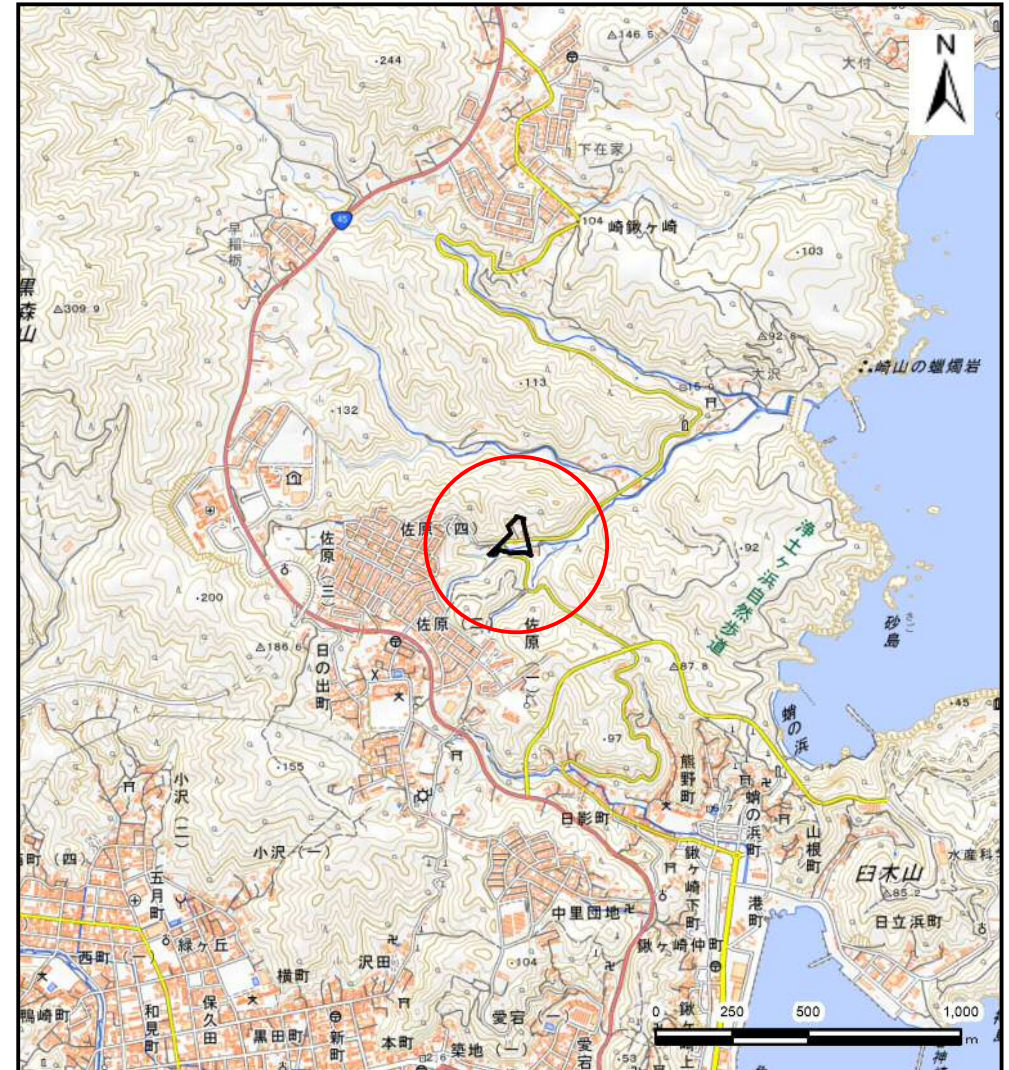 146.5
244
大付
N
下在家
45
104
崎鍬ヶ崎
早稲栃
103
黒森山
309.9
92.8
大沢
崎山の蠟燭岩
15.0
113
132
佐原(四)
佐原(三)
浄土ヶ浜自然歩道
92
200
佐原(二)
佐原(一)
砂島
186.6
日の出町
87.8
45
蛸の浜
97
155
小沢(二)
熊野町
9.7
蛸の浜町
日影町
山根町
小沢(一)
町(四)
五月町
臼木山
85.2
水産科
鍬ヶ崎下町
港町
中里団地
日立浜町
緑ヶ丘
西町(一)
沢田
鍬ヶ崎仲町
横町
104
0 250 500 1,000
m
鴨崎町
和見町
保久田
黒田町
新町
本町
2.6
築地(一)
愛宕(一)
愛宕
53
鍬ヶ崎上